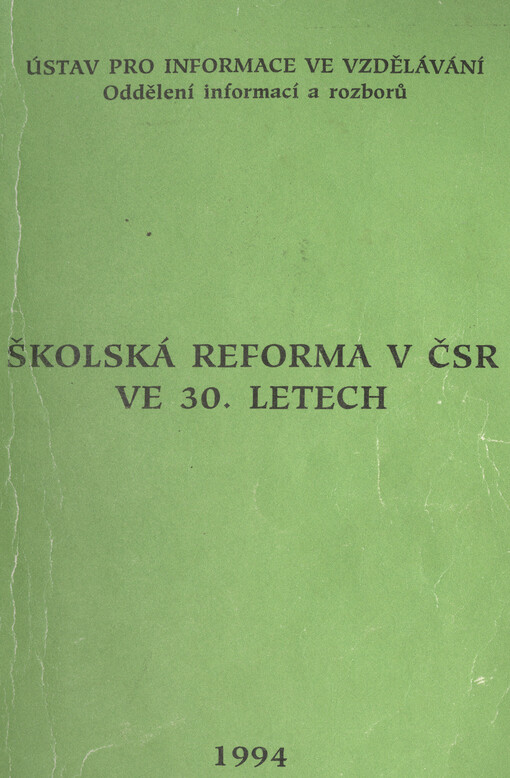 ÚSTAV PRO INFORMACE VE VZDĚLÁVÁNÍ
Oddělení informací a rozborů
ŠKOLSKÁ REFORMA V ČSR
VE 30. LETECH
1994